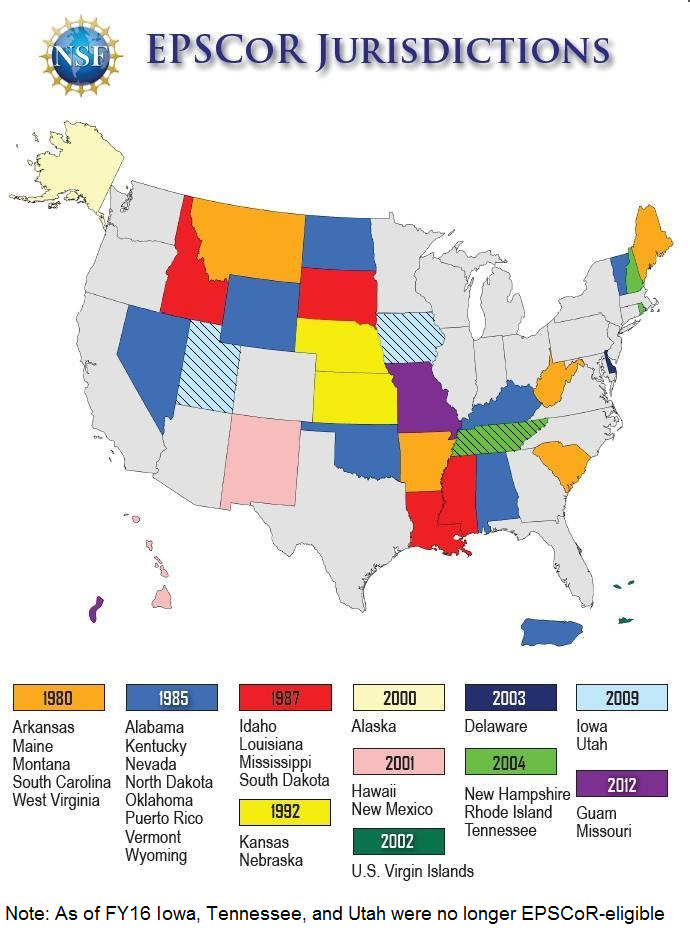 NSF
EPSCoR Jurisdictions
1980
Arkansas
Maine
Montana
South Carolina
West Virginia
1985
Alabama
Kentucky
Nevada
North Dakota
Oklahoma
Puerto Rico
Vermont
Wyoming
1987
Idaho
Louisiana
Mississippi
South Dakota
1992
Kansas
Nebraska
2000
Alaska
2001
Hawaii
New Mexico
2002
U.S. Virgin Islands
2003
Delaware
2004
New Hampshire
Rhode Island
Tennessee
2009
Iowa
Utah
2012
Guam
Missouri
Note: As of FY16 Iowa, Tennessee, and Utah were no longer EPSCoR-eligible